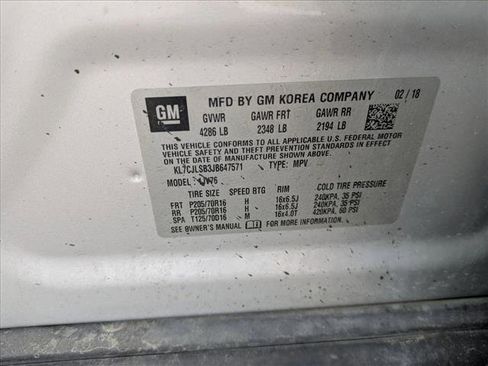 GM MFD BY GM KOREA COMPANY 02 / 18
GVWR GAWR FRT GAWR RR
4286 LB 2348 LB 2194 LB
THIS VEHICLE CONFORMS TO ALL APPLICABLE U.S. FEDERAL MOTOR
VEHICLE SAFETY AND THEFT PREVENTION STANDARDS IN EFFECT ON
THE DATE OF MANUFACTURE SHOWN ABOVE.
KL7CJLSB3JB647571 TYPE: MPV
MODEL: 1JV76
TIRE SIZE SPEED RTG RIM COLD TIRE PRESSURE
FRT P205/70R16 H 16x6.5J 240KPA, 35 PSI
RR P205/70R16 H 16x6.5J 240KPA, 35 PSI
SPA T125/70D16 M 16x4.0T 420KPA, 60 PSI
SEE OWNER'S MANUAL FOR MORE INFORMATION.